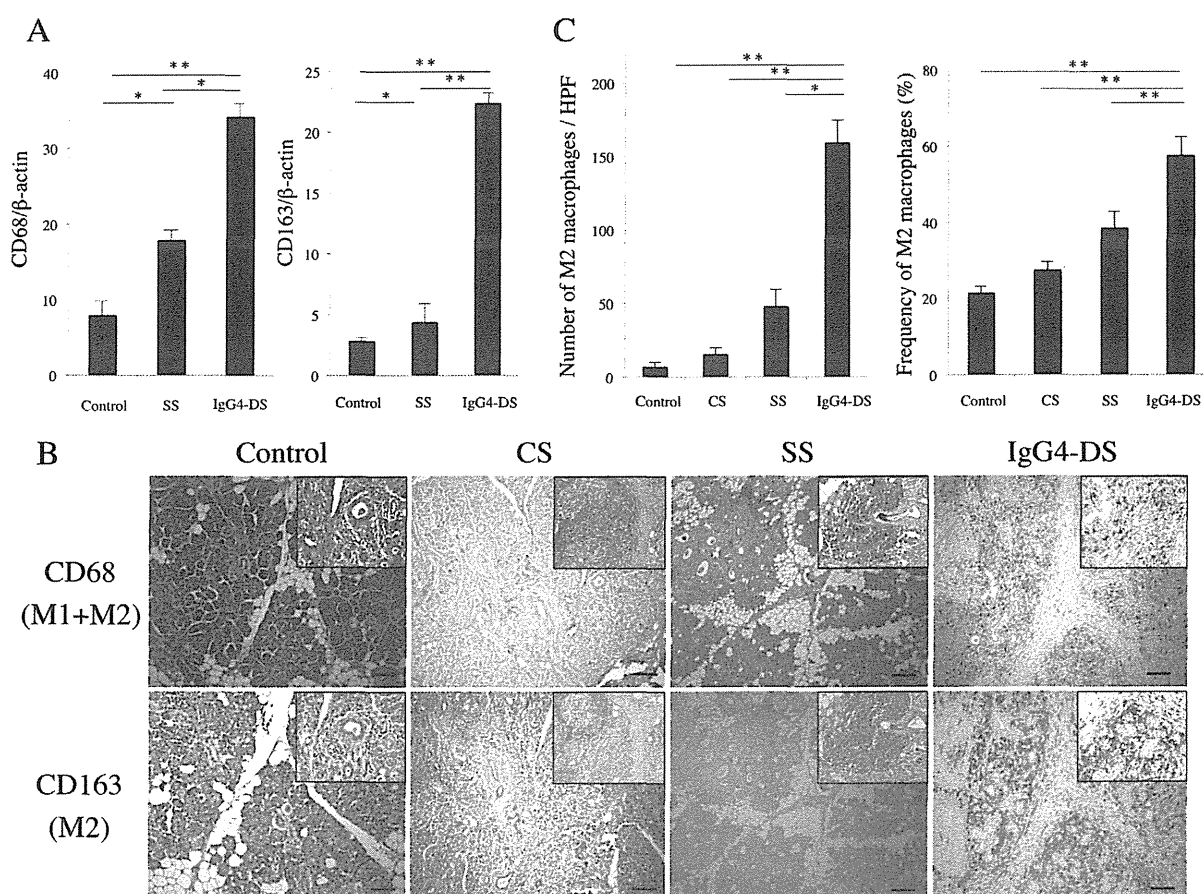 A
CD68/β-actin
40
30
20
10
0
**
*
*
Control
SS
IgG4-DS
CD163/β-actin
25
20
15
10
5
0
**
*
**
Control
SS
IgG4-DS
C
Number of M2 macrophages / HPF
200
150
100
50
0
**
**
*
Control
CS
SS
IgG4-DS
Frequency of M2 macrophages (%)
80
60
40
20
0
**
**
**
Control
CS
SS
IgG4-DS
B
Control
CS
SS
IgG4-DS
CD68
(M1+M2)
CD163
(M2)